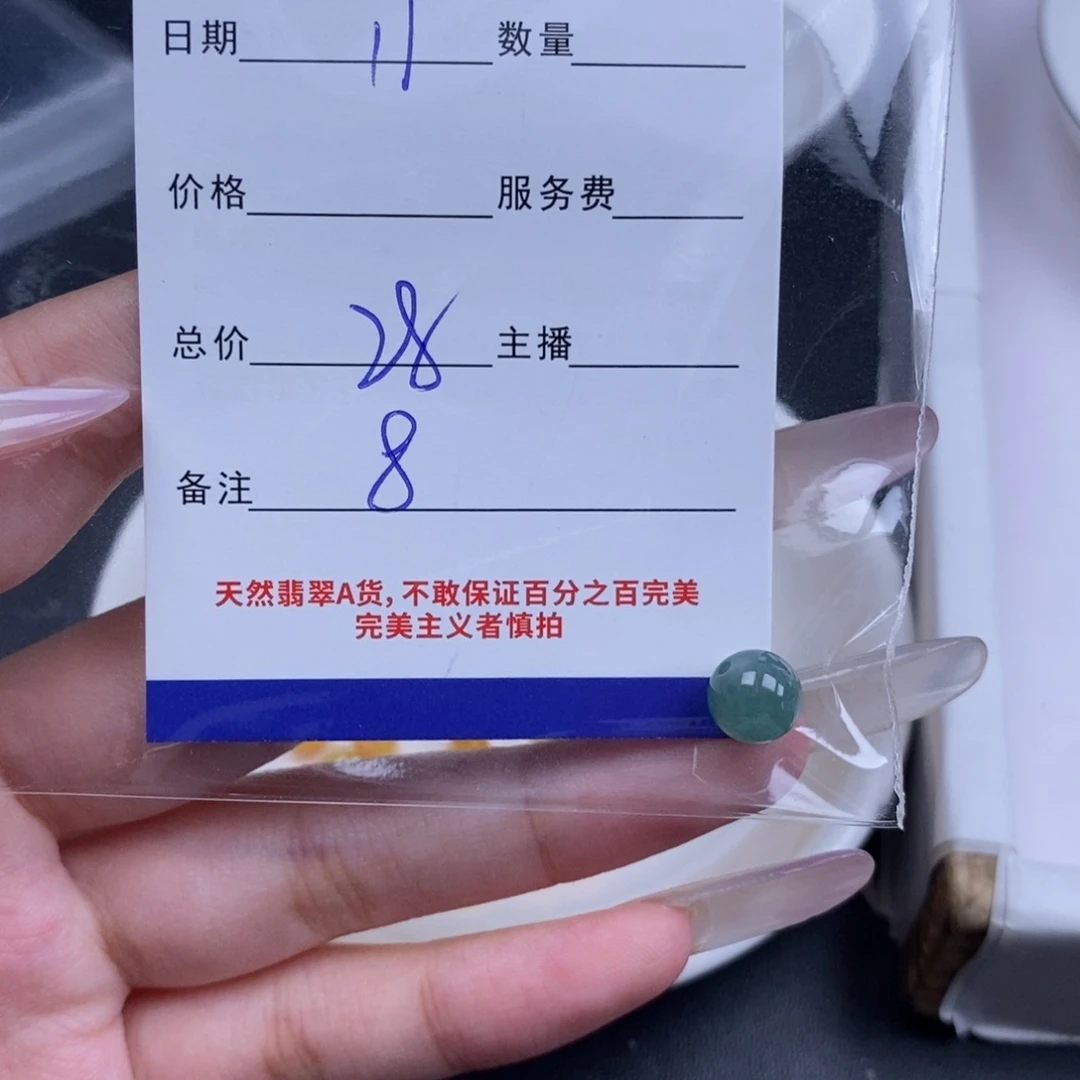 日期 11 数量
价格 服务费
总价 28 主播
备注 8
天然翡翠A货,不敢保证百分之百完美
完美主义者慎拍